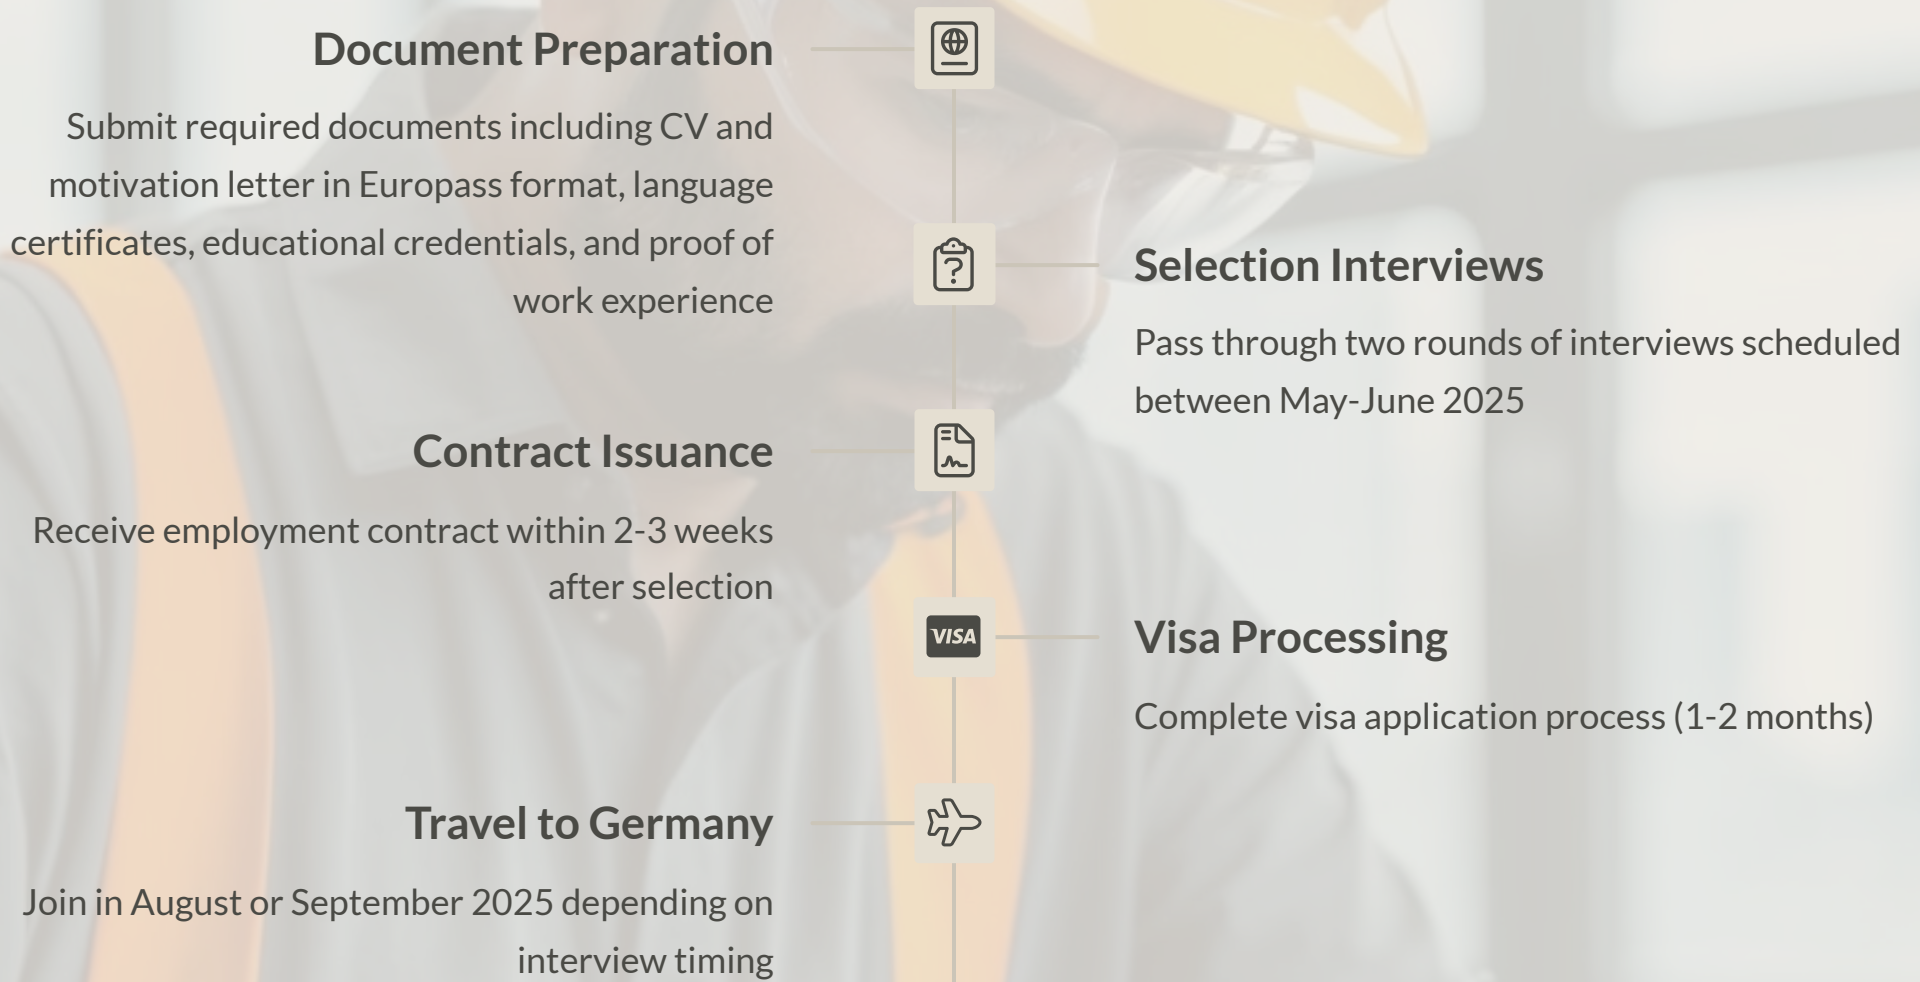 Document Preparation
Submit required documents including CV and
motivation letter in Europass format, language
certificates, educational credentials, and proof of
work experience
?
Selection Interviews
Pass through two rounds of interviews scheduled
between May-June 2025
Contract Issuance
Receive employment contract within 2-3 weeks
after selection
VISA
Visa Processing
Complete visa application process (1-2 months)
Travel to Germany
Join in August or September 2025 depending on
interview timing